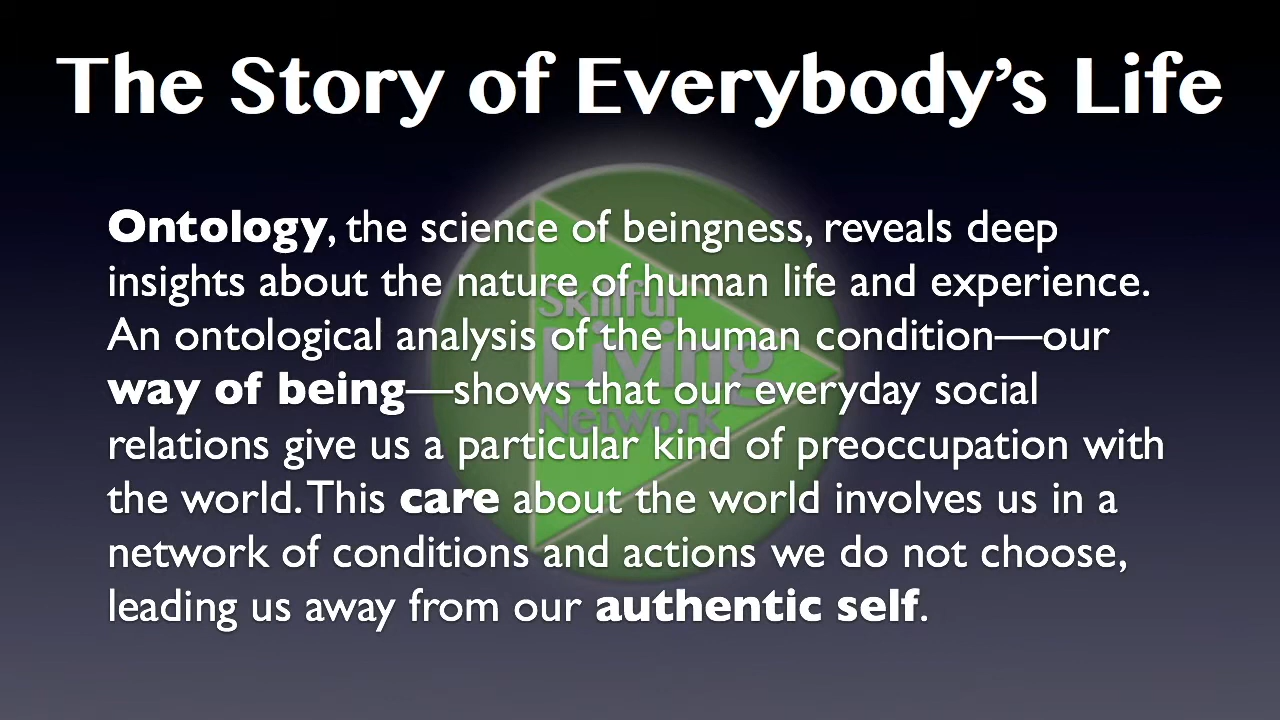 The Story of Everybody’s Life
Ontology, the science of beingness, reveals deep
insights about the nature of human life and experience.
An ontological analysis of the human condition—our
way of being—shows that our everyday social
relations give us a particular kind of preoccupation with
the world. This care about the world involves us in a
network of conditions and actions we do not choose,
leading us away from our authentic self.
Skillful
Living
Network